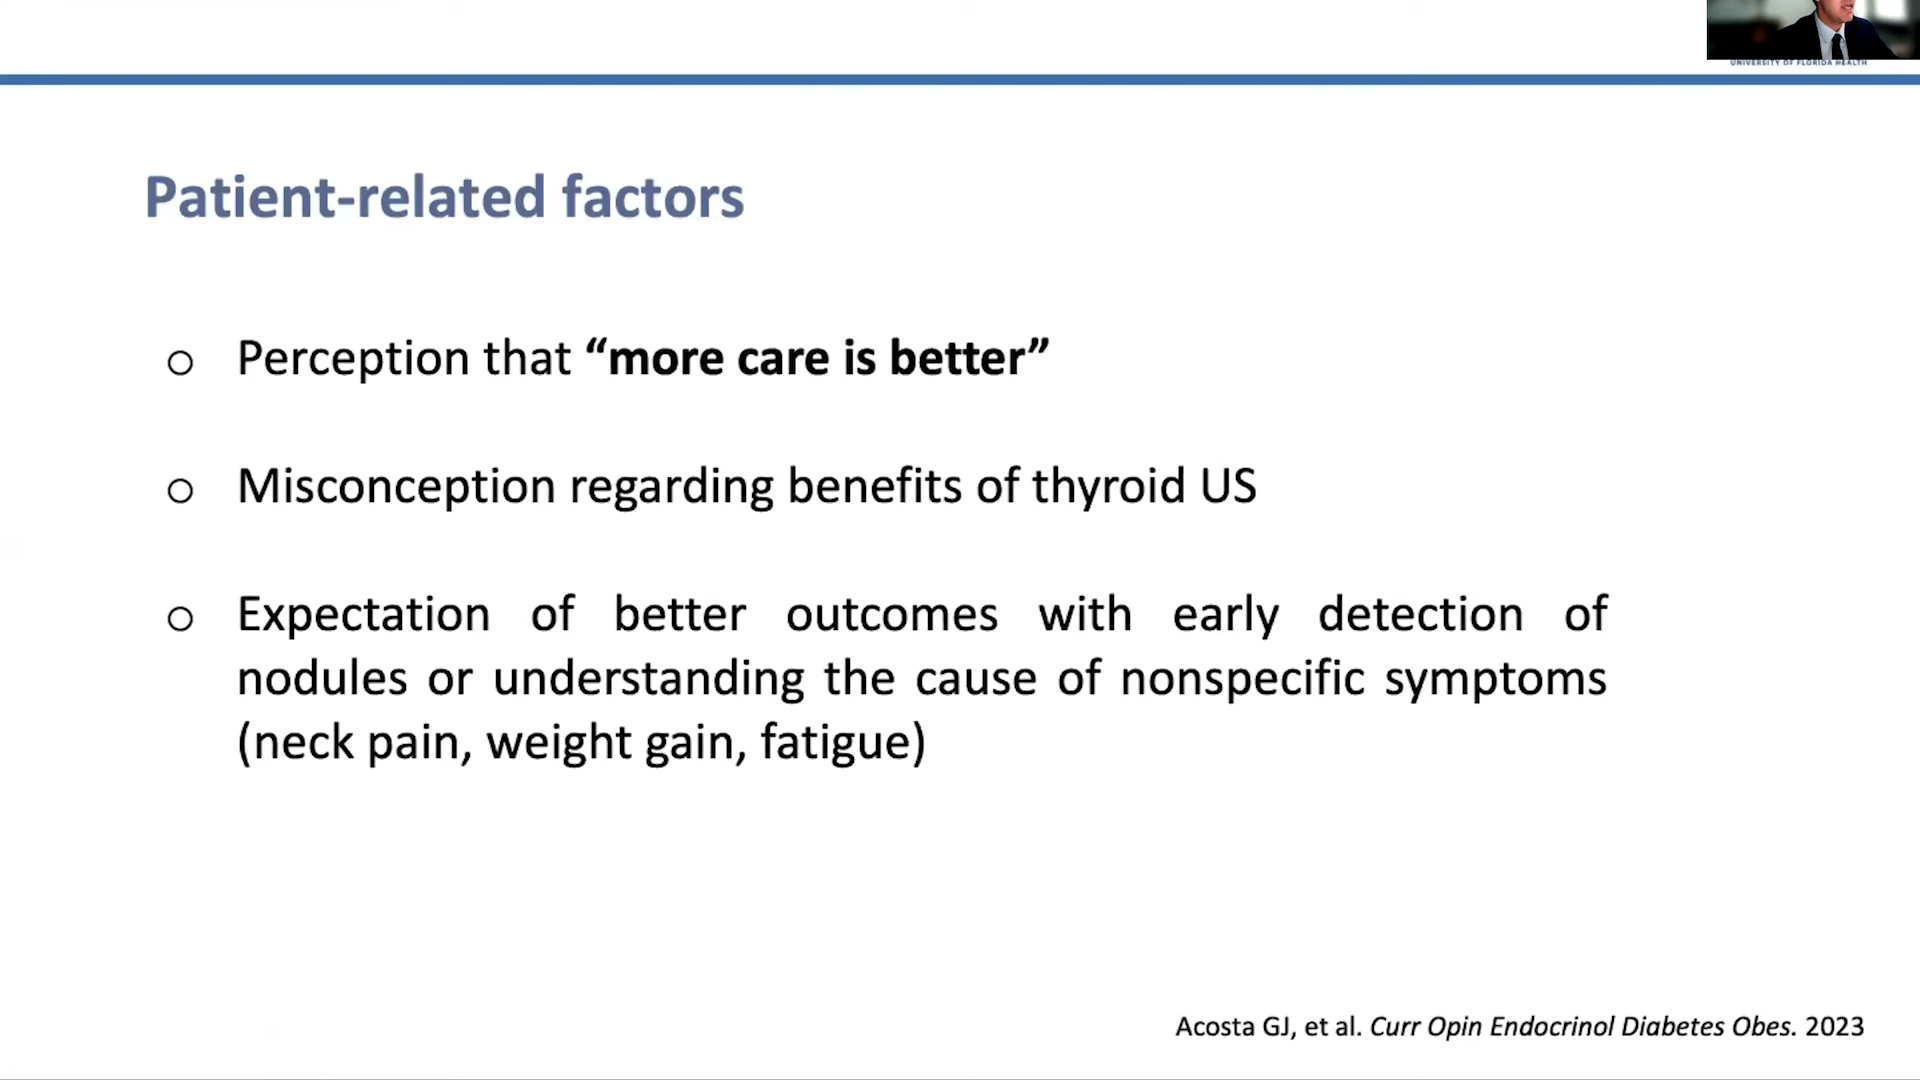 UNIVERSITY OF FLORIDA HEALTH
Patient-related factors
o Perception that “more care is better”
o Misconception regarding benefits of thyroid US
o Expectation of better outcomes with early detection of
nodules or understanding the cause of nonspecific symptoms
(neck pain, weight gain, fatigue)
Acosta GJ, et al. Curr Opin Endocrinol Diabetes Obes. 2023